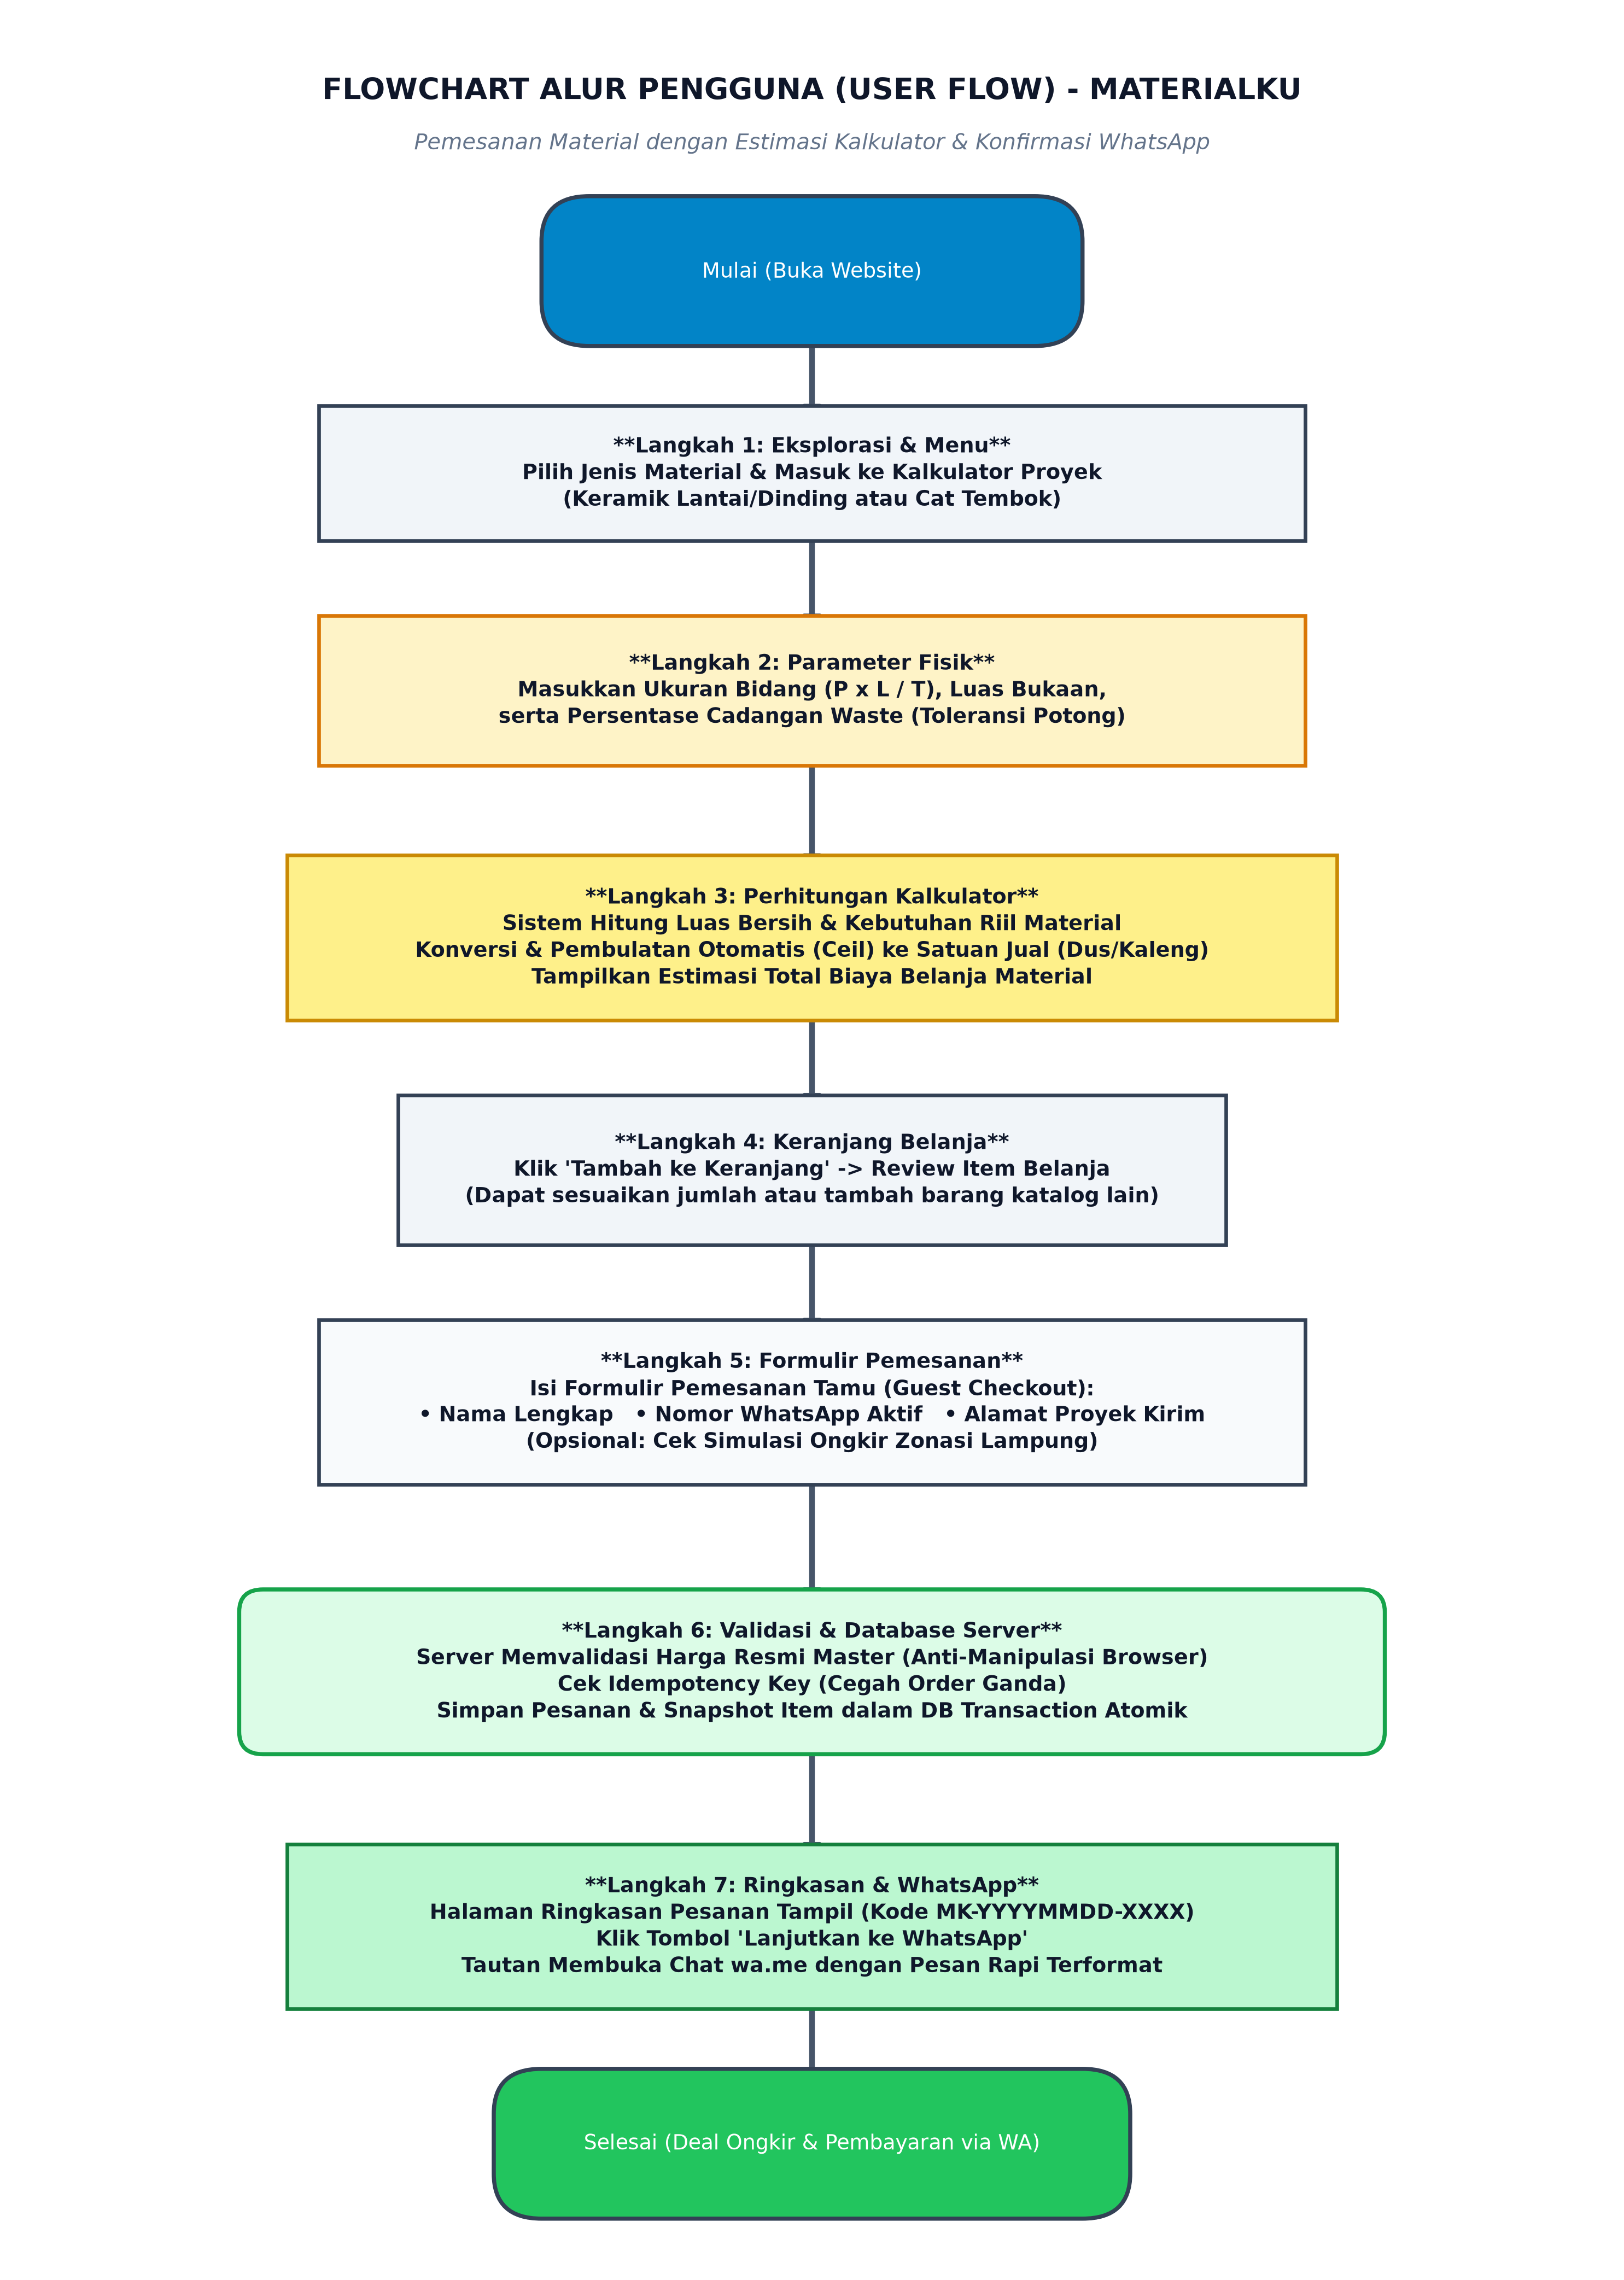 FLOWCHART ALUR PENGGUNA (USER FLOW) - MATERIALKU
Pemesanan Material dengan Estimasi Kalkulator & Konfirmasi WhatsApp
Mulai (Buka Website)
**Langkah 1: Eksplorasi & Menu**
Pilih Jenis Material & Masuk ke Kalkulator Proyek
(Keramik Lantai/Dinding atau Cat Tembok)
**Langkah 2: Parameter Fisik**
Masukkan Ukuran Bidang (P x L / T), Luas Bukaan,
serta Persentase Cadangan Waste (Toleransi Potong)
**Langkah 3: Perhitungan Kalkulator**
Sistem Hitung Luas Bersih & Kebutuhan Riil Material
Konversi & Pembulatan Otomatis (Ceil) ke Satuan Jual (Dus/Kaleng)
Tampilkan Estimasi Total Biaya Belanja Material
**Langkah 4: Keranjang Belanja**
Klik 'Tambah ke Keranjang' -> Review Item Belanja
(Dapat sesuaikan jumlah atau tambah barang katalog lain)
**Langkah 5: Formulir Pemesanan**
Isi Formulir Pemesanan Tamu (Guest Checkout):
• Nama Lengkap • Nomor WhatsApp Aktif • Alamat Proyek Kirim
(Opsional: Cek Simulasi Ongkir Zonasi Lampung)
**Langkah 6: Validasi & Database Server**
Server Memvalidasi Harga Resmi Master (Anti-Manipulasi Browser)
Cek Idempotency Key (Cegah Order Ganda)
Simpan Pesanan & Snapshot Item dalam DB Transaction Atomik
**Langkah 7: Ringkasan & WhatsApp**
Halaman Ringkasan Pesanan Tampil (Kode MK-YYYYMMDD-XXXX)
Klik Tombol 'Lanjutkan ke WhatsApp'
Tautan Membuka Chat wa.me dengan Pesan Rapi Terformat
Selesai (Deal Ongkir & Pembayaran via WA)